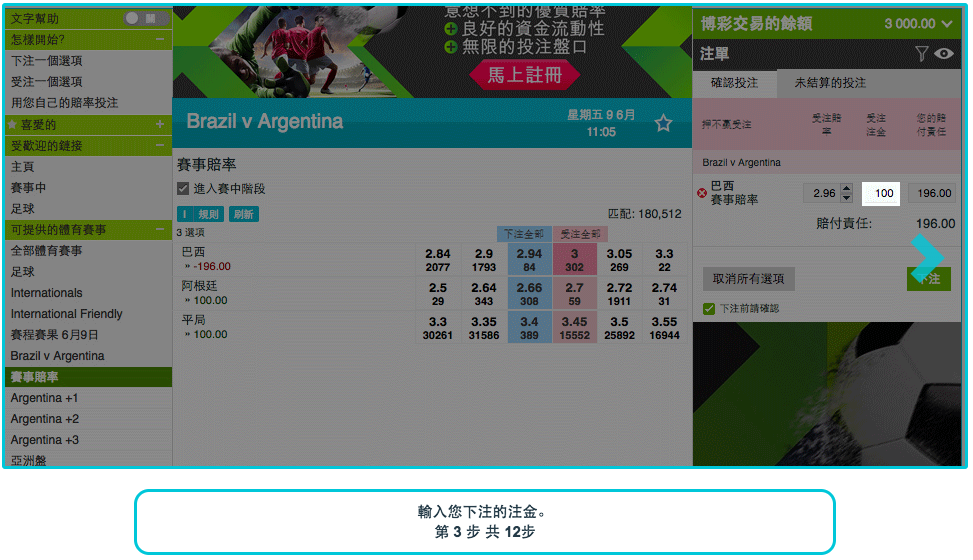 文字幫助
怎樣開始?
下注一個選項
受注一個選項
用您自己的賠率投注
喜愛的
受歡迎的鏈接
主頁
賽事中
足球
可提供的體育賽事
全部體育賽事
足球
Internationals
International Friendly
賽程賽果 6月9日
Brazil v Argentina
賽事賠率
Argentina +1
Argentina +2
Argentina +3
亞洲盤
意想不到的優質賠率
良好的資金流動性
無限的投注盤口
馬上註冊
Brazil v Argentina
星期五 9 6月
11:05
賽事賠率
進入賽中階段
規則 刷新
匹配: 180,512
3 選項 下注全部 受注全部
巴西 2.84 2.9 2.94 3 3.05 3.3
» -196.00 2077 1793 84 302 269 22
阿根廷 2.5 2.64 2.66 2.7 2.72 2.74
» 100.00 29 343 308 59 1911 31
平局 3.3 3.35 3.4 3.45 3.5 3.55
» 100.00 30261 31586 389 15552 25892 16944
博彩交易的餘額 3 000.00
注單
確認投注 未結算的投注
押不贏受注 受注賠率 受注注金 您的賠付責任
Brazil v Argentina
巴西
賽事賠率 2.96 100 196.00
賠付責任: 196.00
取消所有選項 下注
下注前請確認
輸入您下注的注金。
第 3 步 共 12步